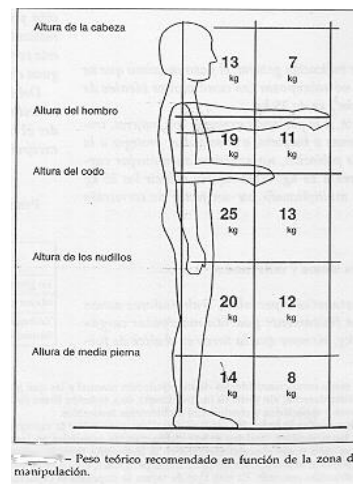 Altura de la cabeza
13 kg
7 kg
Altura del hombro
19 kg
11 kg
Altura del codo
25 kg
13 kg
Altura de los nudillos
20 kg
12 kg
Altura de media pierna
14 kg
8 kg
– Peso teórico recomendado en función de la zona de
manipulación.